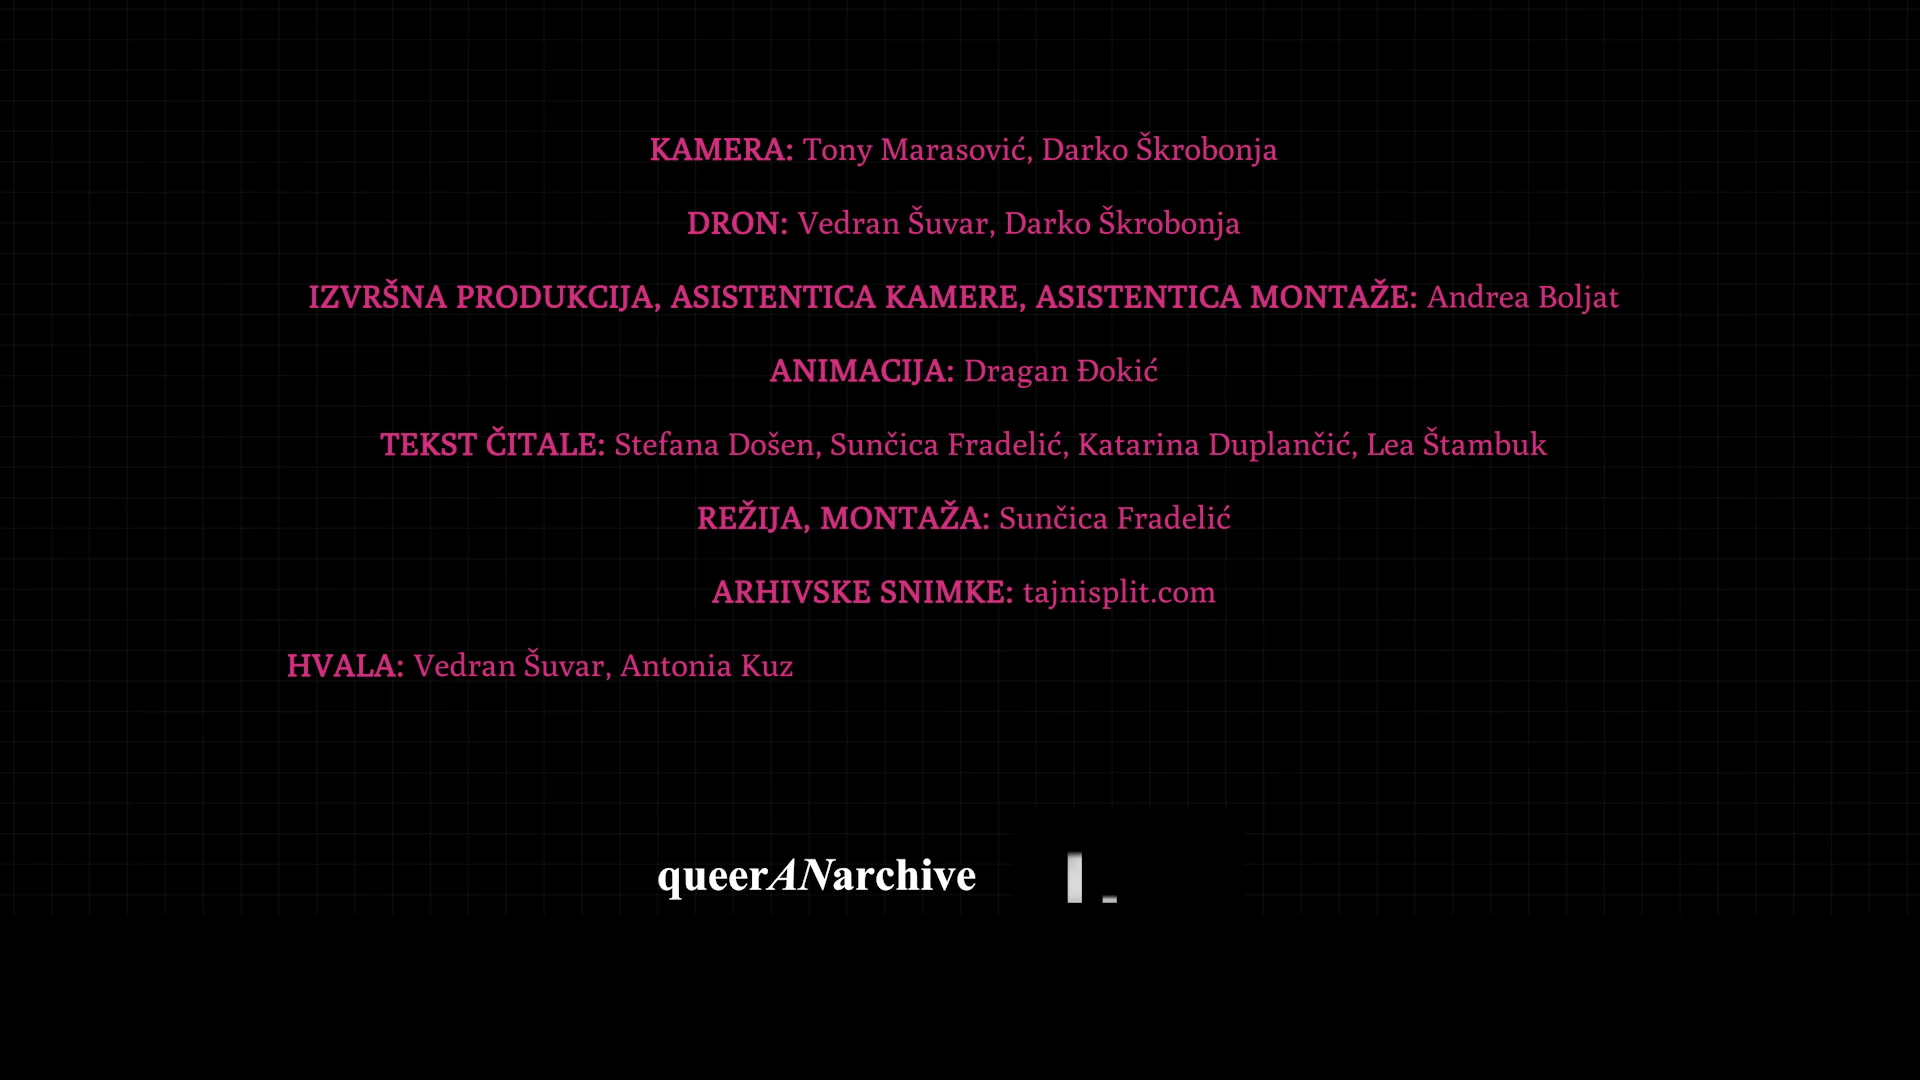 KAMERA: Tony Marasović, Darko Škrobonja
DRON: Vedran Šuvar, Darko Škrobonja
IZVRŠNA PRODUKCIJA, ASISTENTICA KAMERE, ASISTENTICA MONTAŽE: Andrea Boljat
ANIMACIJA: Dragan Đokić
TEKST ČITALE: Stefana Došen, Sunčica Fradelić, Katarina Duplančić, Lea Štambuk
REŽIJA, MONTAŽA: Sunčica Fradelić
ARHIVSKE SNIMKE: tajnisplit.com
HVALA: Vedran Šuvar, Antonia Kuz
queerANarchive